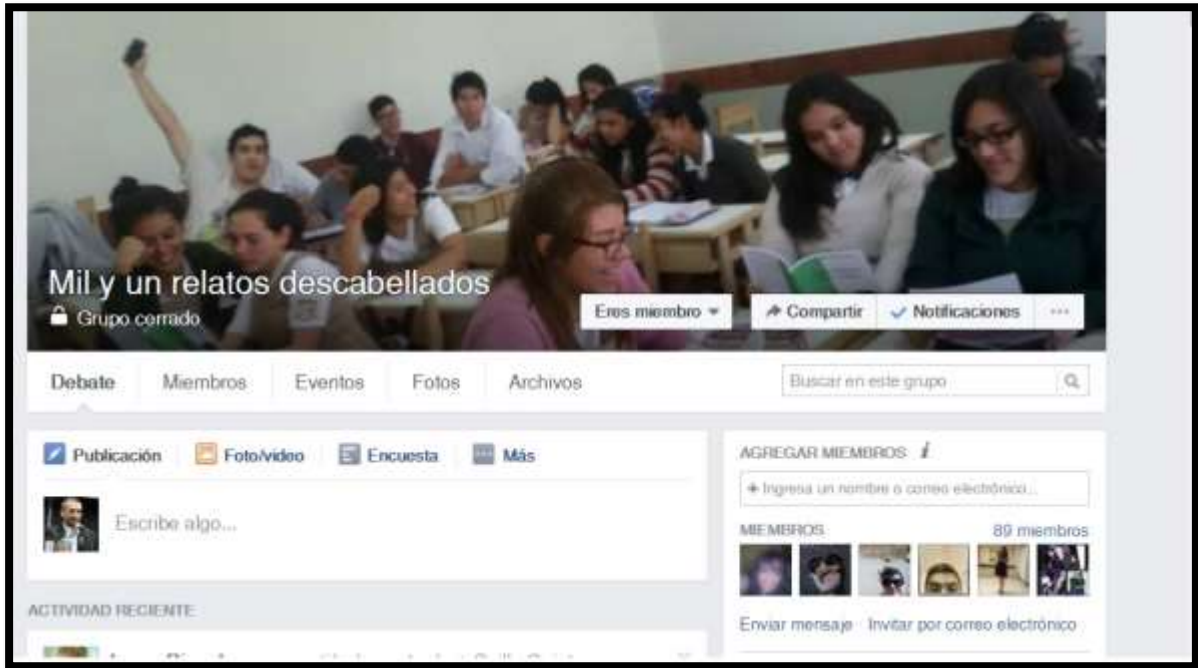 Mil y un relatos descabellados
Grupo cerrado
Eres miembro
Compartir
Notificaciones
Debate
Miembros
Eventos
Fotos
Archivos
Buscar en este grupo
Publicación
Foto/video
Encuesta
Más
Escribe algo...
AGREGAR MIEMBROS i
+ Ingresa un nombre o correo electrónico...
MIEMBROS
89 miembros
Enviar mensaje · Invitar por correo electrónico
ACTIVIDAD RECIENTE